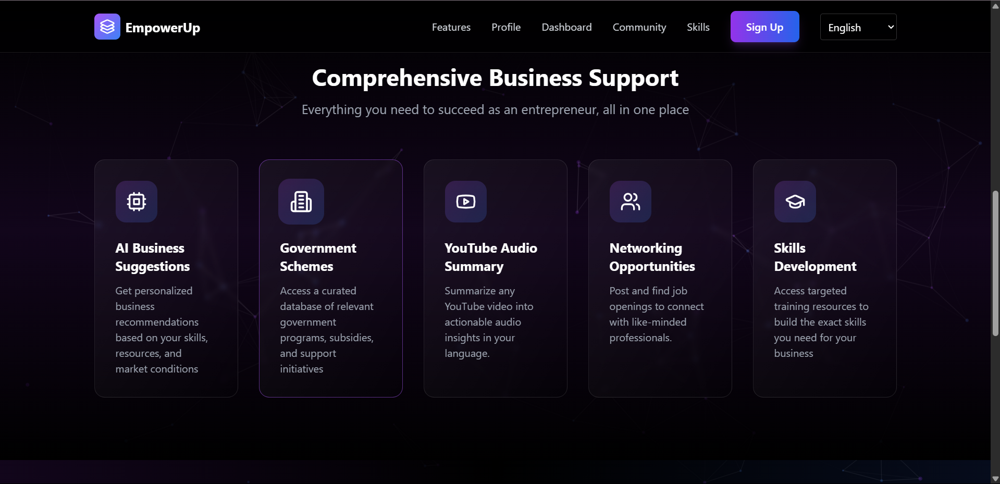 EmpowerUp
Features
Profile
Dashboard
Community
Skills
Sign Up
English
Comprehensive Business Support
Everything you need to succeed as an entrepreneur, all in one place
AI Business
Suggestions
Get personalized
business
recommendations
based on your skills,
resources, and
market conditions
Government
Schemes
Access a curated
database of relevant
government
programs, subsidies,
and support
initiatives
YouTube Audio
Summary
Summarize any
YouTube video into
actionable audio
insights in your
language.
Networking
Opportunities
Post and find job
openings to connect
with like-minded
professionals.
Skills
Development
Access targeted
training resources to
build the exact skills
you need for your
business